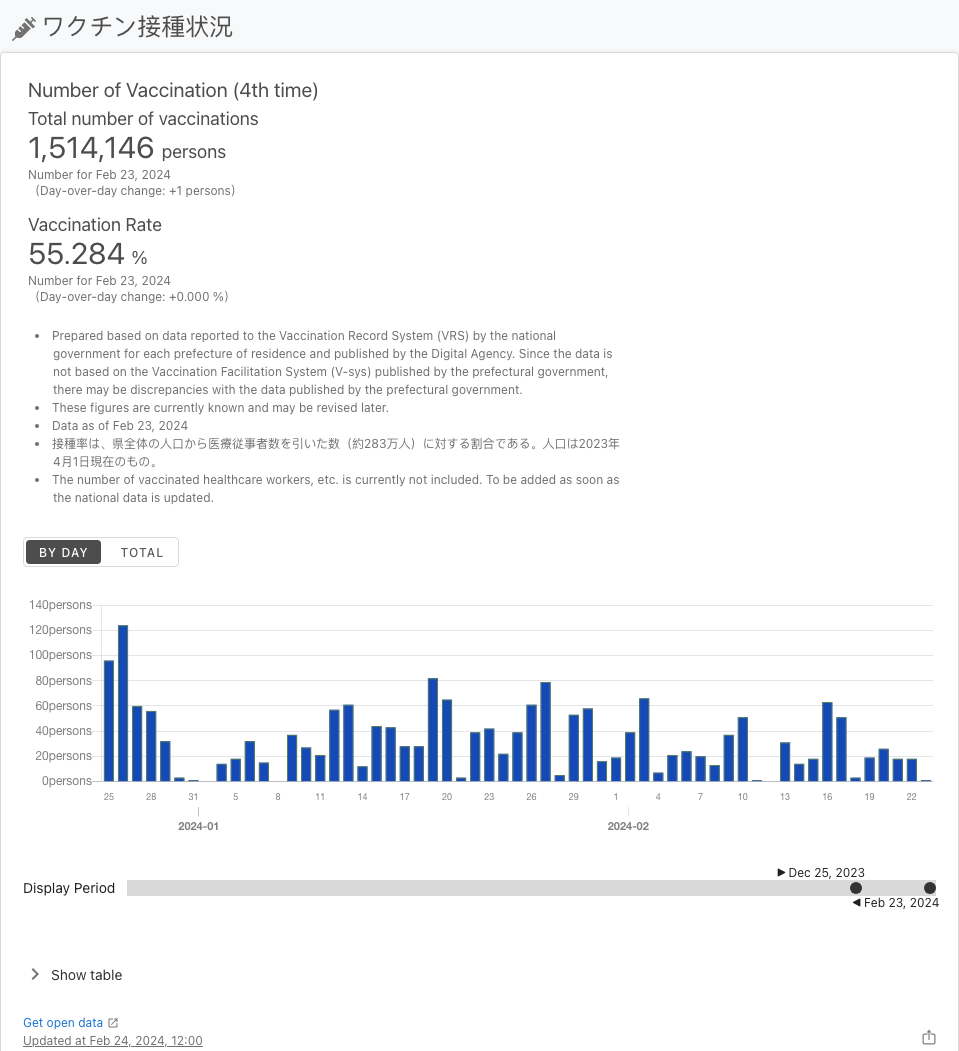 ワクチン接種状況
Number of Vaccination (4th time)
Total number of vaccinations
1,514,146 persons
Number for Feb 23, 2024
(Day-over-day change: +1 persons)
Vaccination Rate
55.284 %
Number for Feb 23, 2024
(Day-over-day change: +0.000 %)
• Prepared based on data reported to the Vaccination Record System (VRS) by the national
government for each prefecture of residence and published by the Digital Agency. Since the data is
not based on the Vaccination Facilitation System (V-sys) published by the prefectural government,
there may be discrepancies with the data published by the prefectural government.
• These figures are currently known and may be revised later.
• Data as of Feb 23, 2024
• 接種率は、県全体の人口から医療従事者数を引いた数（約283万人）に対する割合である。人口は2023年
4月1日現在のもの。
• The number of vaccinated healthcare workers, etc. is currently not included. To be added as soon as
the national data is updated.
BY DAY TOTAL
140persons
120persons
100persons
80persons
60persons
40persons
20persons
0persons
25 28 31 5 8 11 14 17 20 23 26 29 1 4 7 10 13 16 19 22
2024-01 2024-02
Dec 25, 2023
Display Period
Feb 23, 2024
Show table
Get open data
Updated at Feb 24, 2024, 12:00